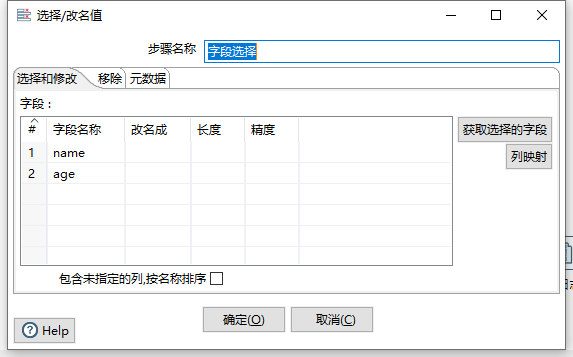 选择/改名值
步骤名称 字段选择
选择和修改 移除 元数据
字段：
# 字段名称 改名成 长度 精度
1 name
2 age
获取选择的字段
列映射
包含未指定的列,按名称排序
确定(O) 取消(C)
Help